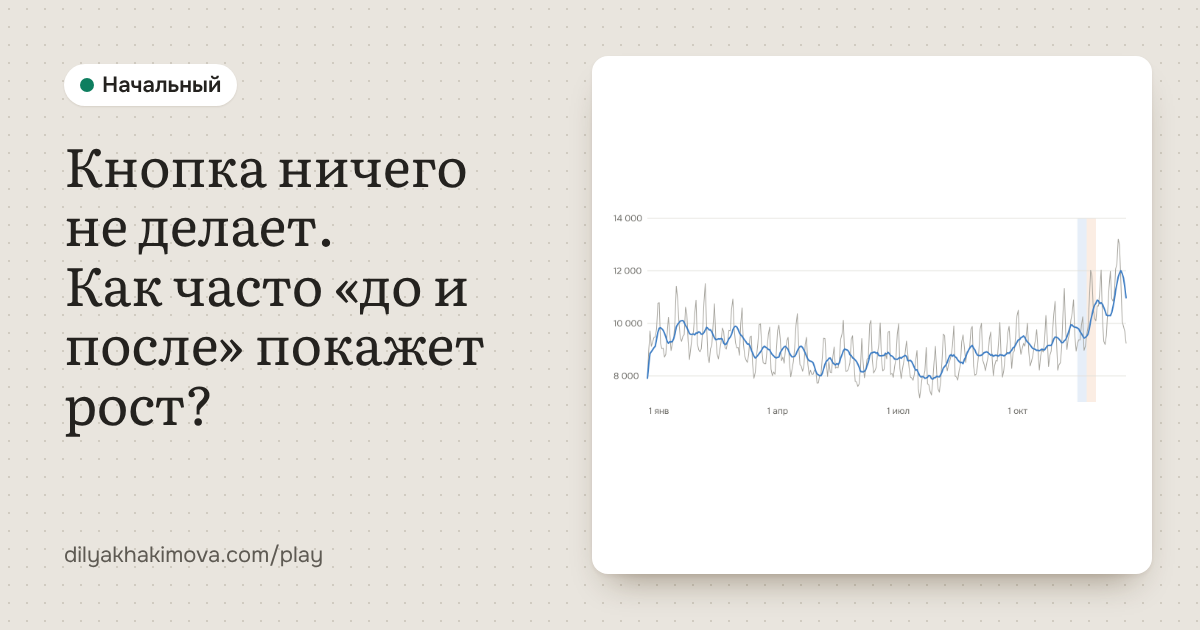 Начальный
Кнопка ничего
не делает.
Как часто «до и
после» покажет
рост?
dilyakhakimova.com/play
14 000
12 000
10 000
8 000
1 янв
1 апр
1 июл
1 окт